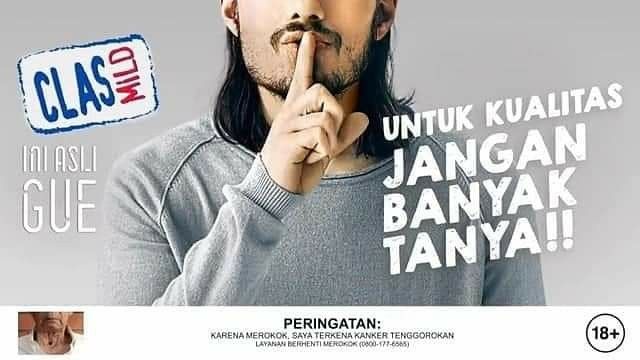 CLAS
MILD
INI ASLI
GUE
UNTUK KUALITAS
JANGAN
BANYAK
TANYA!!
PERINGATAN:
KARENA MEROKOK, SAYA TERKENA KANKER TENGGOROKAN
LAYANAN BERHENTI MEROKOK (0800-177-6565)
18+